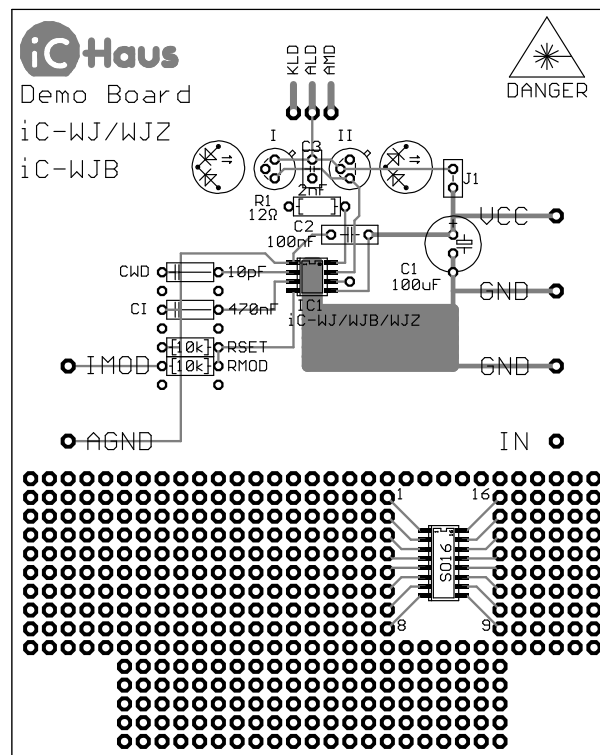 iC Haus
KLD ALD AMD
DANGER
Demo Board
iC-WJ/WJZ
iC-WJB
I C3 II
2nF
J1
R1
12Ω
C2
100nF
VCC
CWD 10pF
C1
100uF
GND
CI 470nF
IC1
iC-WJ/WJB/WJZ
10k RSET
IMOD 10k RMOD
GND
AGND
IN
1 16
SO16
8 9